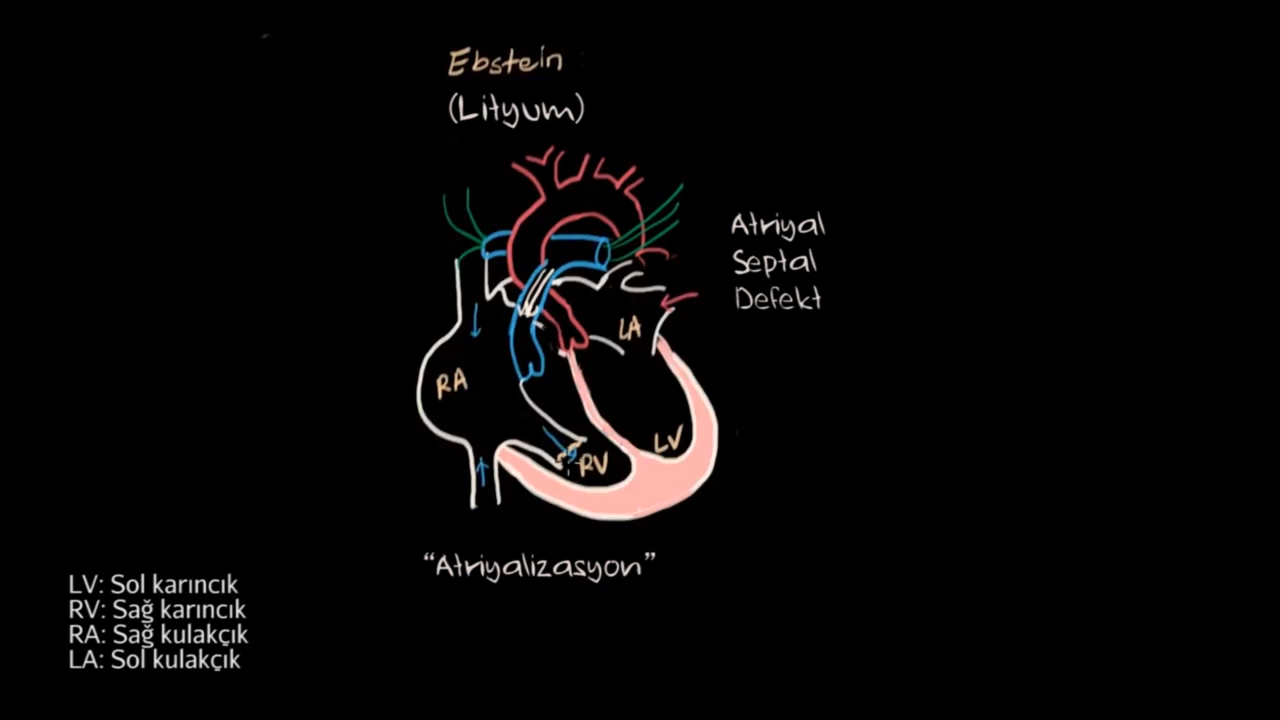 Ebstein
(Lityum)
Atriyal
Septal
Defekt
LA
RA
LV
RV
“Atriyalizasyon”
LV: Sol karıncık
RV: Sağ karıncık
RA: Sağ kulakçık
LA: Sol kulakçık